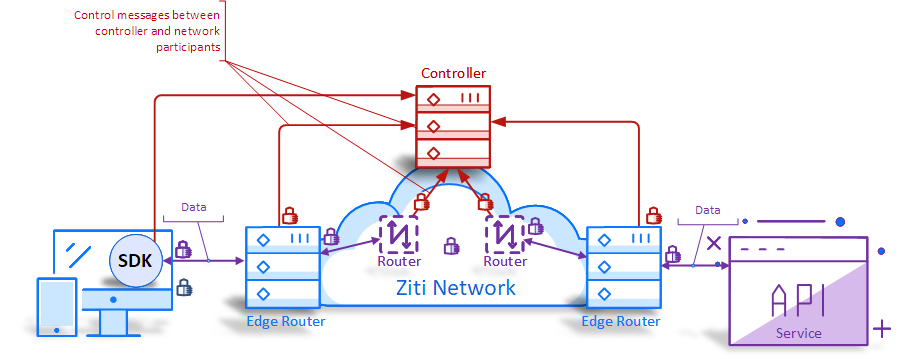 Control messages between
controller and network
participants
Controller
Data
Data
SDK
Router
Router
Ziti Network
Edge Router
Edge Router
API
Service